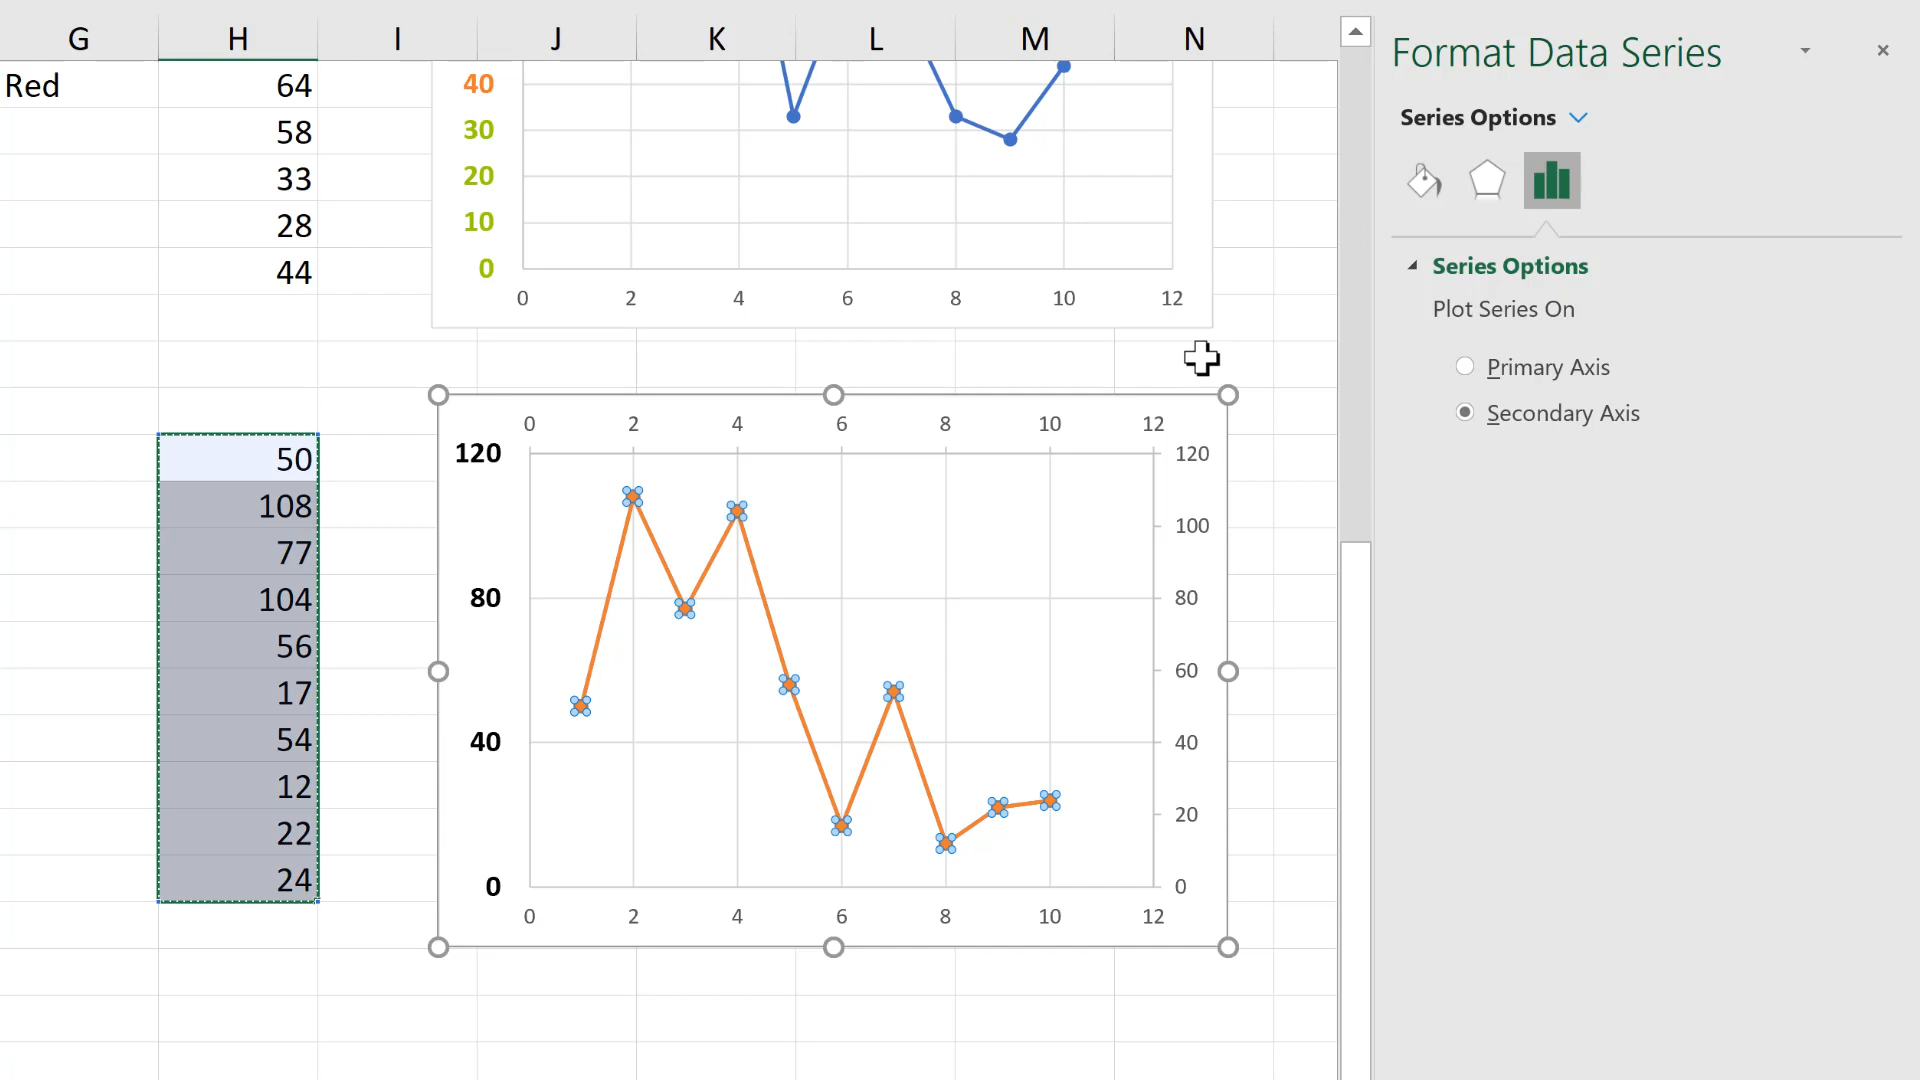 G H I J K L M N
Red 64
58
33
28
44
50
108
77
104
56
17
54
12
22
24
40
30
20
10
0
0 2 4 6 8 10 12
0 2 4 6 8 10 12
120
80
40
0
120
100
80
60
40
20
0
0 2 4 6 8 10 12
Format Data Series
Series Options
Series Options
Plot Series On
Primary Axis
Secondary Axis